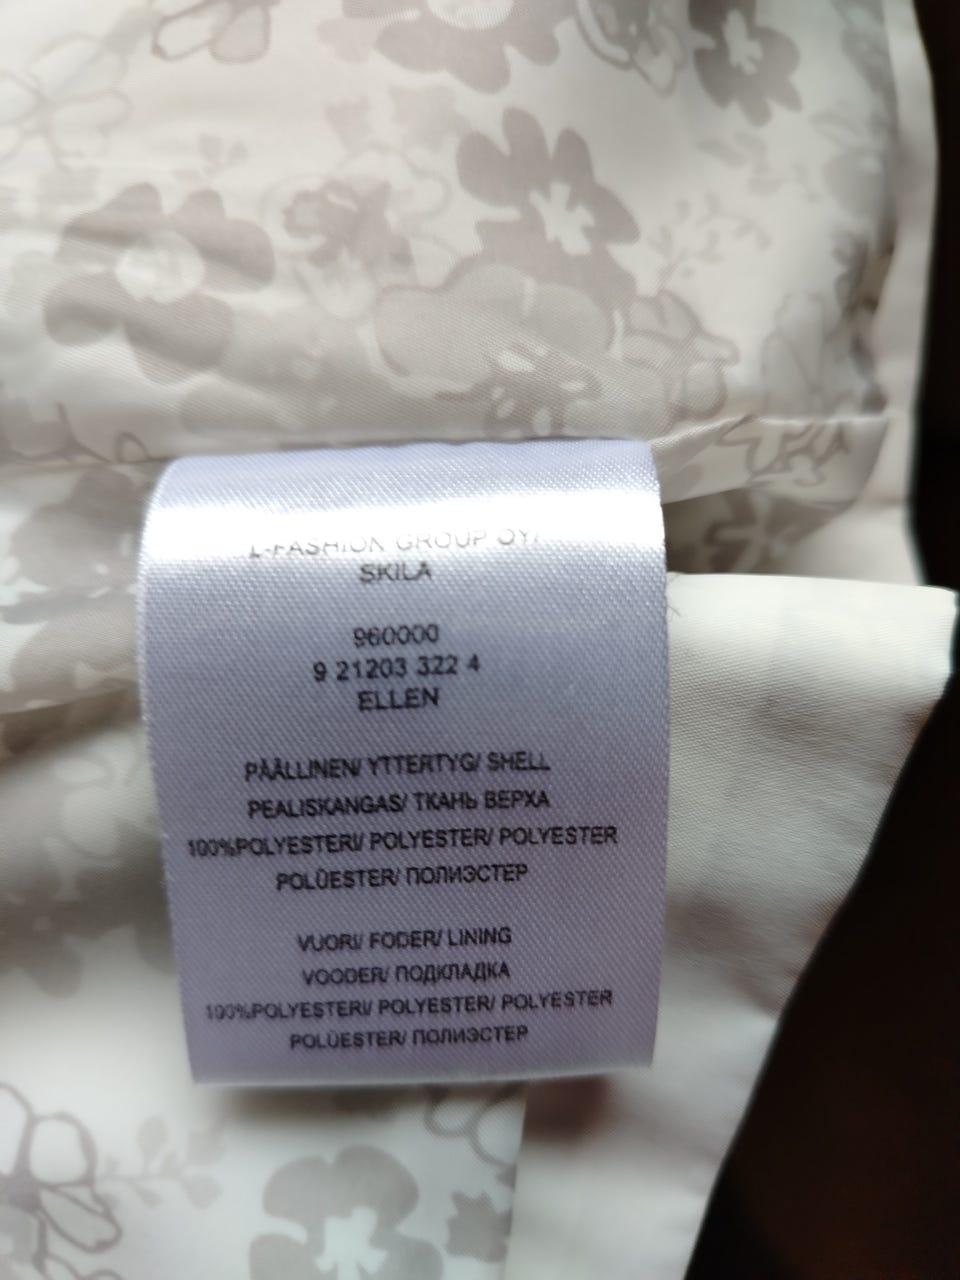 L-FASHION GROUP OY/
SKILA
960000
9 21203 322 4
ELLEN
PÄÄLLINEN/ YTTERTYG/ SHELL
PEALISKANGAS/ ТКАНЬ ВЕРХА
100%POLYESTERI/ POLYESTER/ POLYESTER
POLÜESTER/ ПОЛИЭСТЕР
VUORI/ FODER/ LINING
VOODER/ ПОДКЛАДКА
100%POLYESTERI/ POLYESTER/ POLYESTER
POLÜESTER/ ПОЛИЭСТЕР